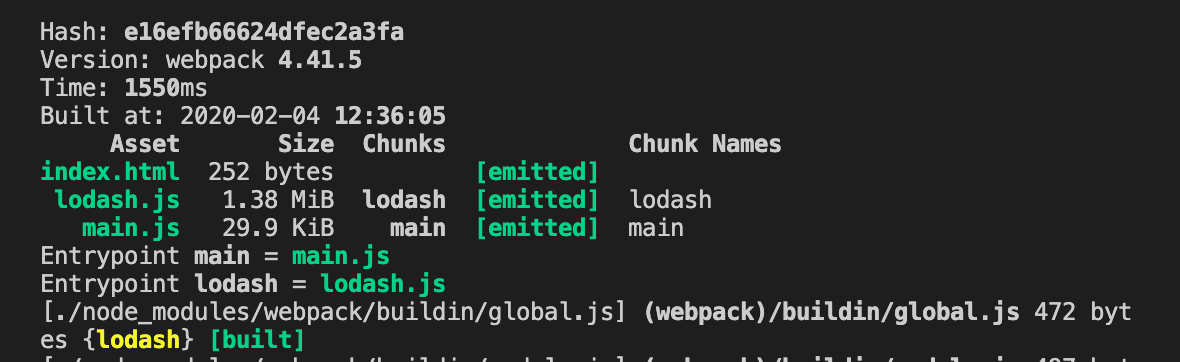 Hash: e16efb66624dfec2a3fa
Version: webpack 4.41.5
Time: 1550ms
Built at: 2020-02-04 12:36:05
Asset Size Chunks Chunk Names
index.html 252 bytes [emitted]
lodash.js 1.38 MiB lodash [emitted] lodash
main.js 29.9 KiB main [emitted] main
Entrypoint main = main.js
Entrypoint lodash = lodash.js
[./node_modules/webpack/buildin/global.js] (webpack)/buildin/global.js 472 byt
es {lodash} [built]